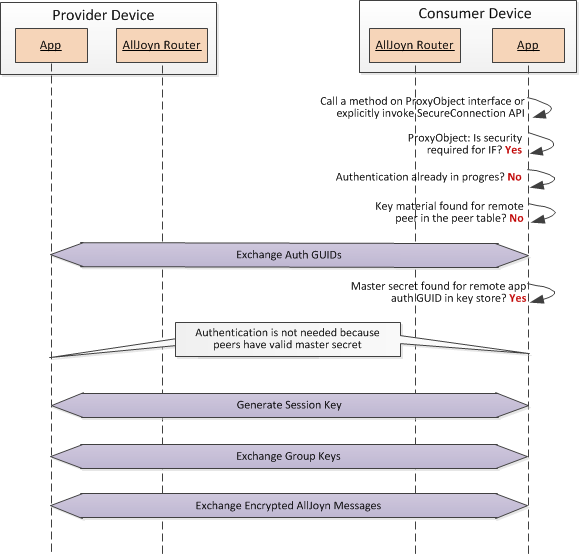 Provider Device
Consumer Device
App
AllJoyn Router
AllJoyn Router
App
Call a method on ProxyObject interface or
explicitly invoke SecureConnection API
ProxyObject: Is security
required for IF? Yes
Authentication already in progres? No
Key material found for remote
peer in the peer table? No
Exchange Auth GUIDs
Master secret found for remote app
auth GUID in key store? Yes
Authentication is not needed because
peers have valid master secret
Generate Session Key
Exchange Group Keys
Exchange Encrypted AllJoyn Messages